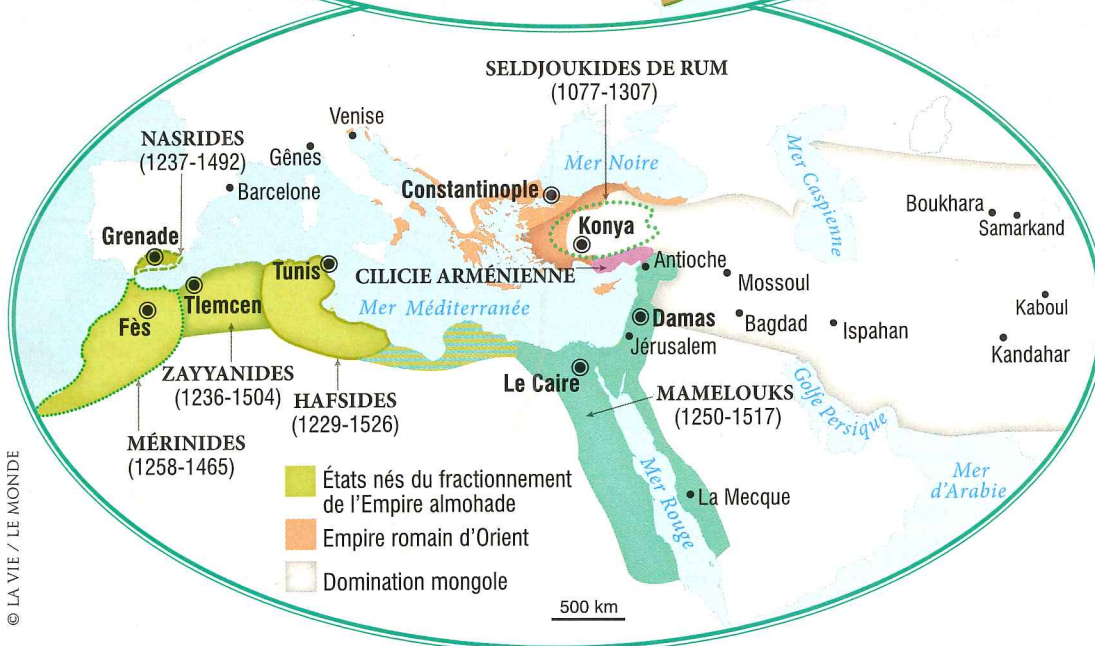 SELDJOUKIDES DE RUM
(1077-1307)
Venise
NASRIDES
(1237-1492)
Gênes
Mer Noire
Mer Caspienne
Barcelone
Constantinople
Boukhara
Samarkand
Grenade
Konya
Tunis
CILICIE ARMÉNIENNE
Antioche
Mossoul
Tlemcen
Mer Méditerranée
Kaboul
Fès
Damas
Bagdad
Ispahan
Jérusalem
Kandahar
Le Caire
ZAYYANIDES
(1236-1504)
HAFSIDES
(1229-1526)
MAMELOUKS
(1250-1517)
Golfe Persique
MÉRINIDES
(1258-1465)
Mer Rouge
La Mecque
Mer
d'Arabie
États nés du fractionnement
de l'Empire almohade
Empire romain d'Orient
Domination mongole
500 km
© LA VIE / LE MONDE